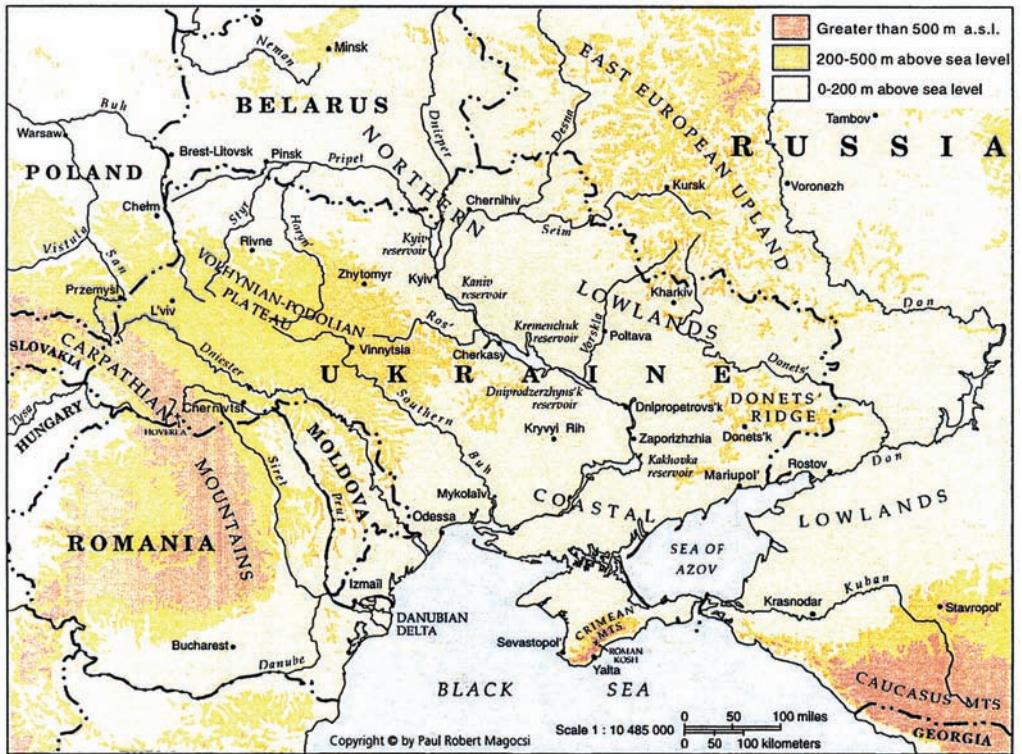 Greater than 500 m a.s.l.
200-500 m above sea level
0-200 m above sea level
Neman
Minsk
BELARUS
Dnieper
Desna
EAST EUROPEAN UPLAND
RUSSIA
Tambov
Voronezh
Buh
Warsaw
POLAND
Brest-Litovsk
Pinsk
Pripet
NORTHERN
Chernihiv
Kursk
Seim
Chełm
Styl
Horyn'
Rivne
Kyiv reservoir
Vistula
San
Przemyśl
L'viv
VOLHYNIAN-PODOLIAN
PLATEAU
Zhytomyr
Kyiv
Kaniv
reservoir
LOWLANDS
Kharkiv
Don
Ros'
Kremenchuk
reservoir
Vorskla
Poltava
Vinnytsia
Cherkasy
SLOVAKIA
CARPATHIAN
Dniester
UKRAINE
Donets'
Tysa
HUNGARY
Chernivtsi
HOVERLA
Southern
Buh
Dniprodzerzhyns'k
reservoir
Dnipropetrovs'k
DONETS'
RIDGE
Kryvyi Rih
Zaporizhzhia
Donets'k
MOLDOVA
MOUNTAINS
Siret
Prut
Kakhovka
reservoir
Mariupol'
Rostov
Don
Mykolaïv
COASTAL
LOWLANDS
Odessa
ROMANIA
SEA OF
AZOV
Izmaïl
DANUBIAN
DELTA
Krasnodar
Kuban
Stavropol'
CRIMEAN
MTS.
Sevastopol'
ROMAN
KOSH
Yalta
Bucharest
Danube
BLACK SEA
CAUCASUS MTS
GEORGIA
Copyright © by Paul Robert Magocsi
Scale 1 : 10 485 000
0 50 100 miles
0 50 100 kilometers